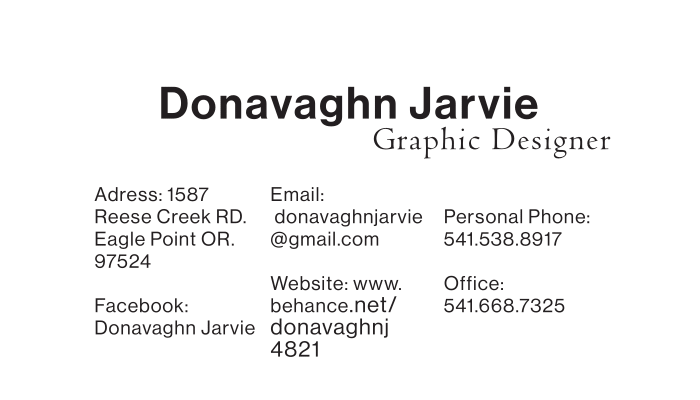 Donavaghn Jarvie
Graphic Designer
Adress: 1587
Reese Creek RD.
Eagle Point OR.
97524
Facebook:
Donavaghn Jarvie
Email:
donavaghnjarvie
@gmail.com
Website: www.
behance.net/
donavaghnj
4821
Personal Phone:
541.538.8917
Office:
541.668.7325